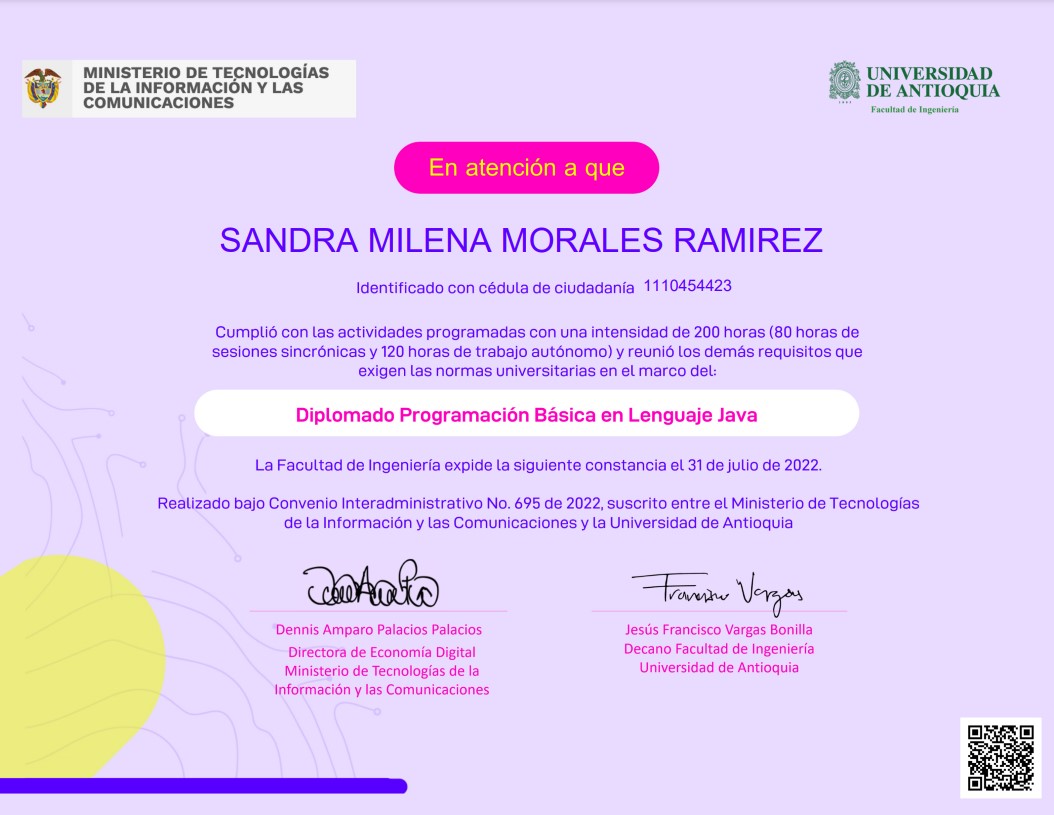 MINISTERIO DE TECNOLOGÍAS
DE LA INFORMACIÓN Y LAS
COMUNICACIONES
UNIVERSIDAD
DE ANTIOQUIA
Facultad de Ingeniería
En atención a que
SANDRA MILENA MORALES RAMIREZ
Identificado con cédula de ciudadanía 1110454423
Cumplió con las actividades programadas con una intensidad de 200 horas (80 horas de
sesiones sincrónicas y 120 horas de trabajo autónomo) y reunió los demás requisitos que
exigen las normas universitarias en el marco del:
Diplomado Programación Básica en Lenguaje Java
La Facultad de Ingeniería expide la siguiente constancia el 31 de julio de 2022.
Realizado bajo Convenio Interadministrativo No. 695 de 2022, suscrito entre el Ministerio de Tecnologías
de la Información y las Comunicaciones y la Universidad de Antioquia
Francisco Vargas
Dennis Amparo Palacios Palacios
Directora de Economía Digital
Ministerio de Tecnologías de la
Información y las Comunicaciones
Jesús Francisco Vargas Bonilla
Decano Facultad de Ingeniería
Universidad de Antioquia